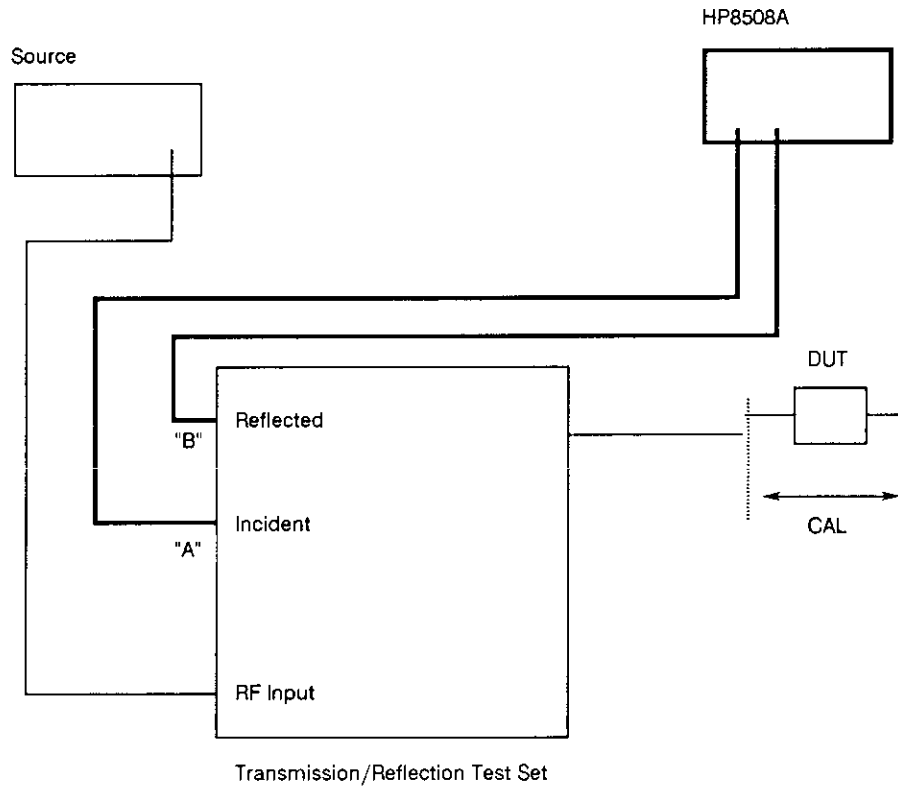 HP8508A
Source
DUT
Reflected
"B"
Incident
"A"
CAL
RF Input
Transmission/Reflection Test Set